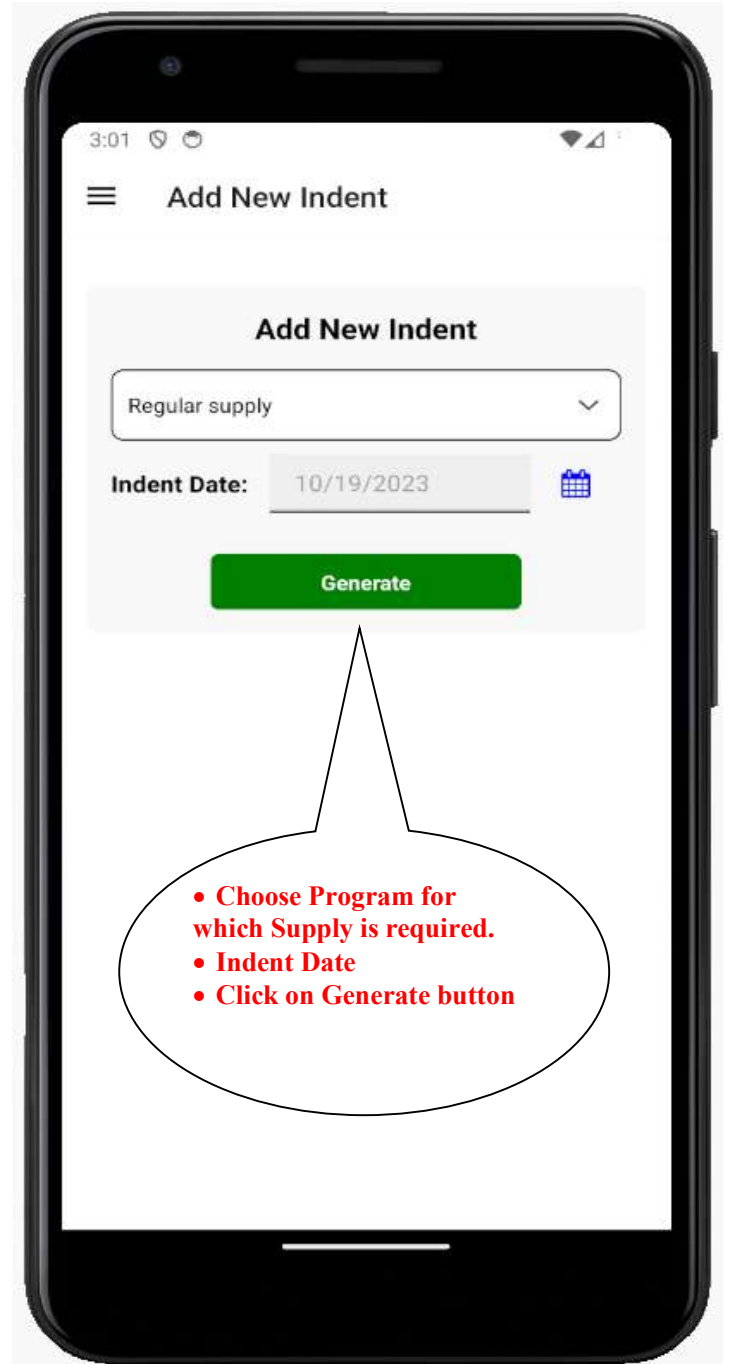 3:01
Add New Indent
Add New Indent
Regular supply
Indent Date: 10/19/2023
Generate
• Choose Program for
which Supply is required.
• Indent Date
• Click on Generate button